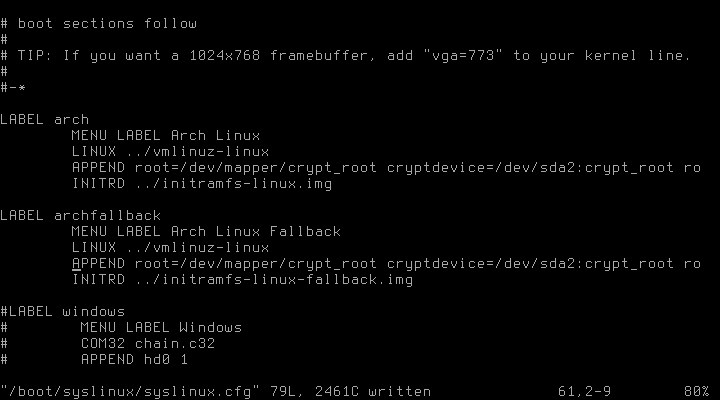 # boot sections follow
#
# TIP: If you want a 1024x768 framebuffer, add "vga=773" to your kernel line.
#
#-*

LABEL arch
        MENU LABEL Arch Linux
        LINUX ../vmlinuz-linux
        APPEND root=/dev/mapper/crypt_root cryptdevice=/dev/sda2:crypt_root ro
        INITRD ../initramfs-linux.img

LABEL archfallback
        MENU LABEL Arch Linux Fallback
        LINUX ../vmlinuz-linux
        APPEND root=/dev/mapper/crypt_root cryptdevice=/dev/sda2:crypt_root ro
        INITRD ../initramfs-linux-fallback.img

#LABEL windows
#        MENU LABEL Windows
#        COM32 chain.c32
#        APPEND hd0 1

"/boot/syslinux/syslinux.cfg" 79L, 2461C written              61,2-9        80%